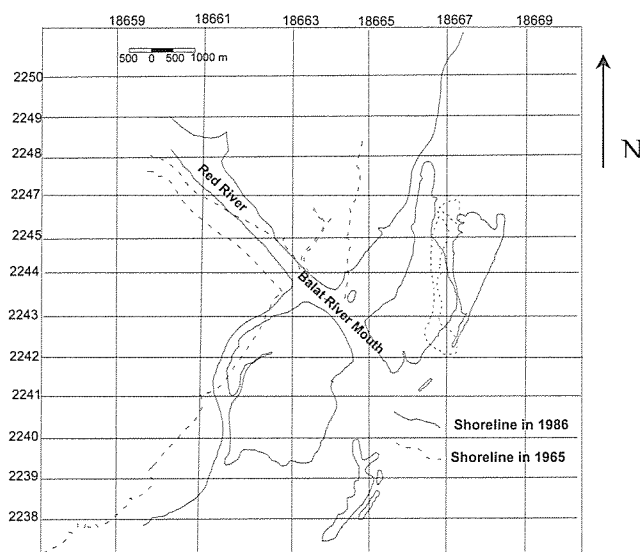 18659 18661 18663 18665 18667 18669
500 0 500 1000 m
N
2250
2249
2248
2247
2245
2244
2243
2242
2241
2240
2239
2238
Red River
Balat River Mouth
Shoreline in 1986
Shoreline in 1965